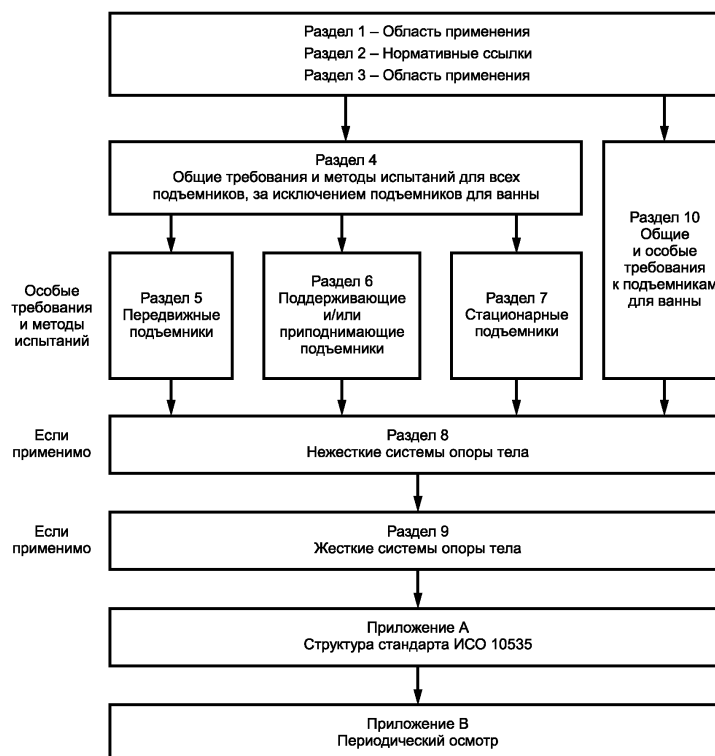 Раздел 1 – Область применения
Раздел 2 – Нормативные ссылки
Раздел 3 – Область применения
Раздел 4
Общие требования и методы испытаний для всех
подъемников, за исключением подъемников для ванны
Раздел 10
Общие
и особые
требования
к подъемникам
для ванны
Особые
требования
и методы
испытаний
Раздел 5
Передвижные
подъемники
Раздел 6
Поддерживающие
и/или
приподнимающие
подъемники
Раздел 7
Стационарные
подъемники
Если
применимо
Раздел 8
Нежесткие системы опоры тела
Если
применимо
Раздел 9
Жесткие системы опоры тела
Приложение А
Структура стандарта ИСО 10535
Приложение В
Периодический осмотр